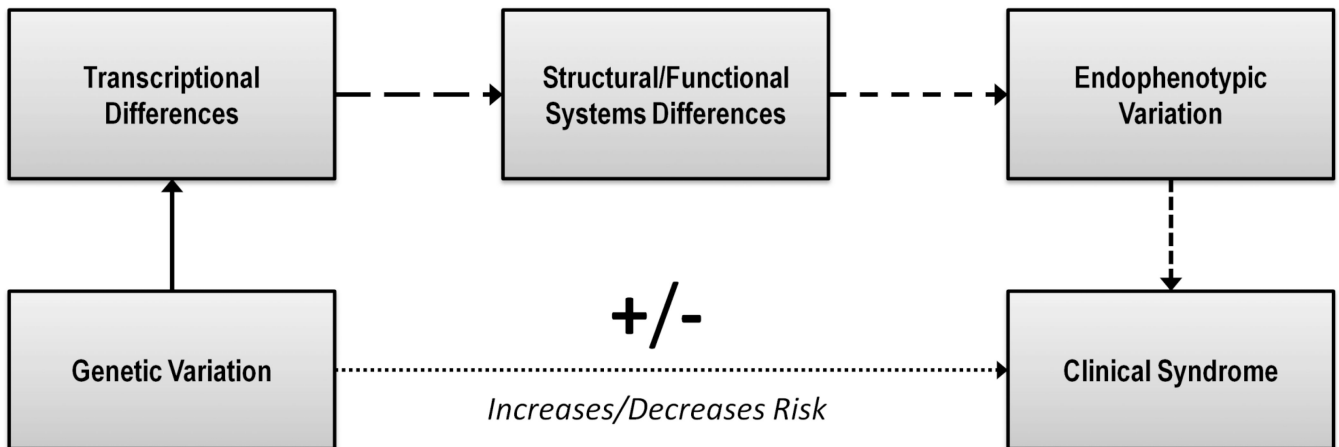 Transcriptional
Differences
Structural/Functional
Systems Differences
Endophenotypic
Variation
+/-
Genetic Variation
Clinical Syndrome
Increases/Decreases Risk